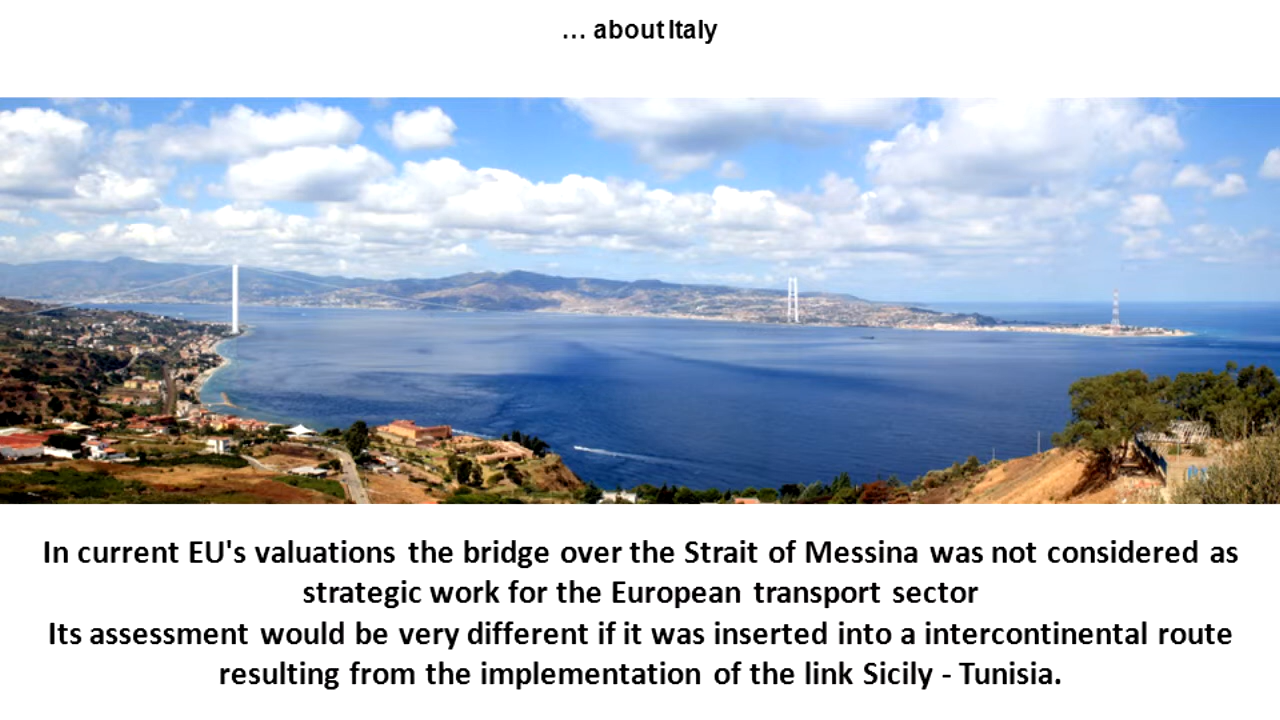 ... about Italy
In current EU's valuations the bridge over the Strait of Messina was not considered as
strategic work for the European transport sector
Its assessment would be very different if it was inserted into a intercontinental route
resulting from the implementation of the link Sicily - Tunisia.